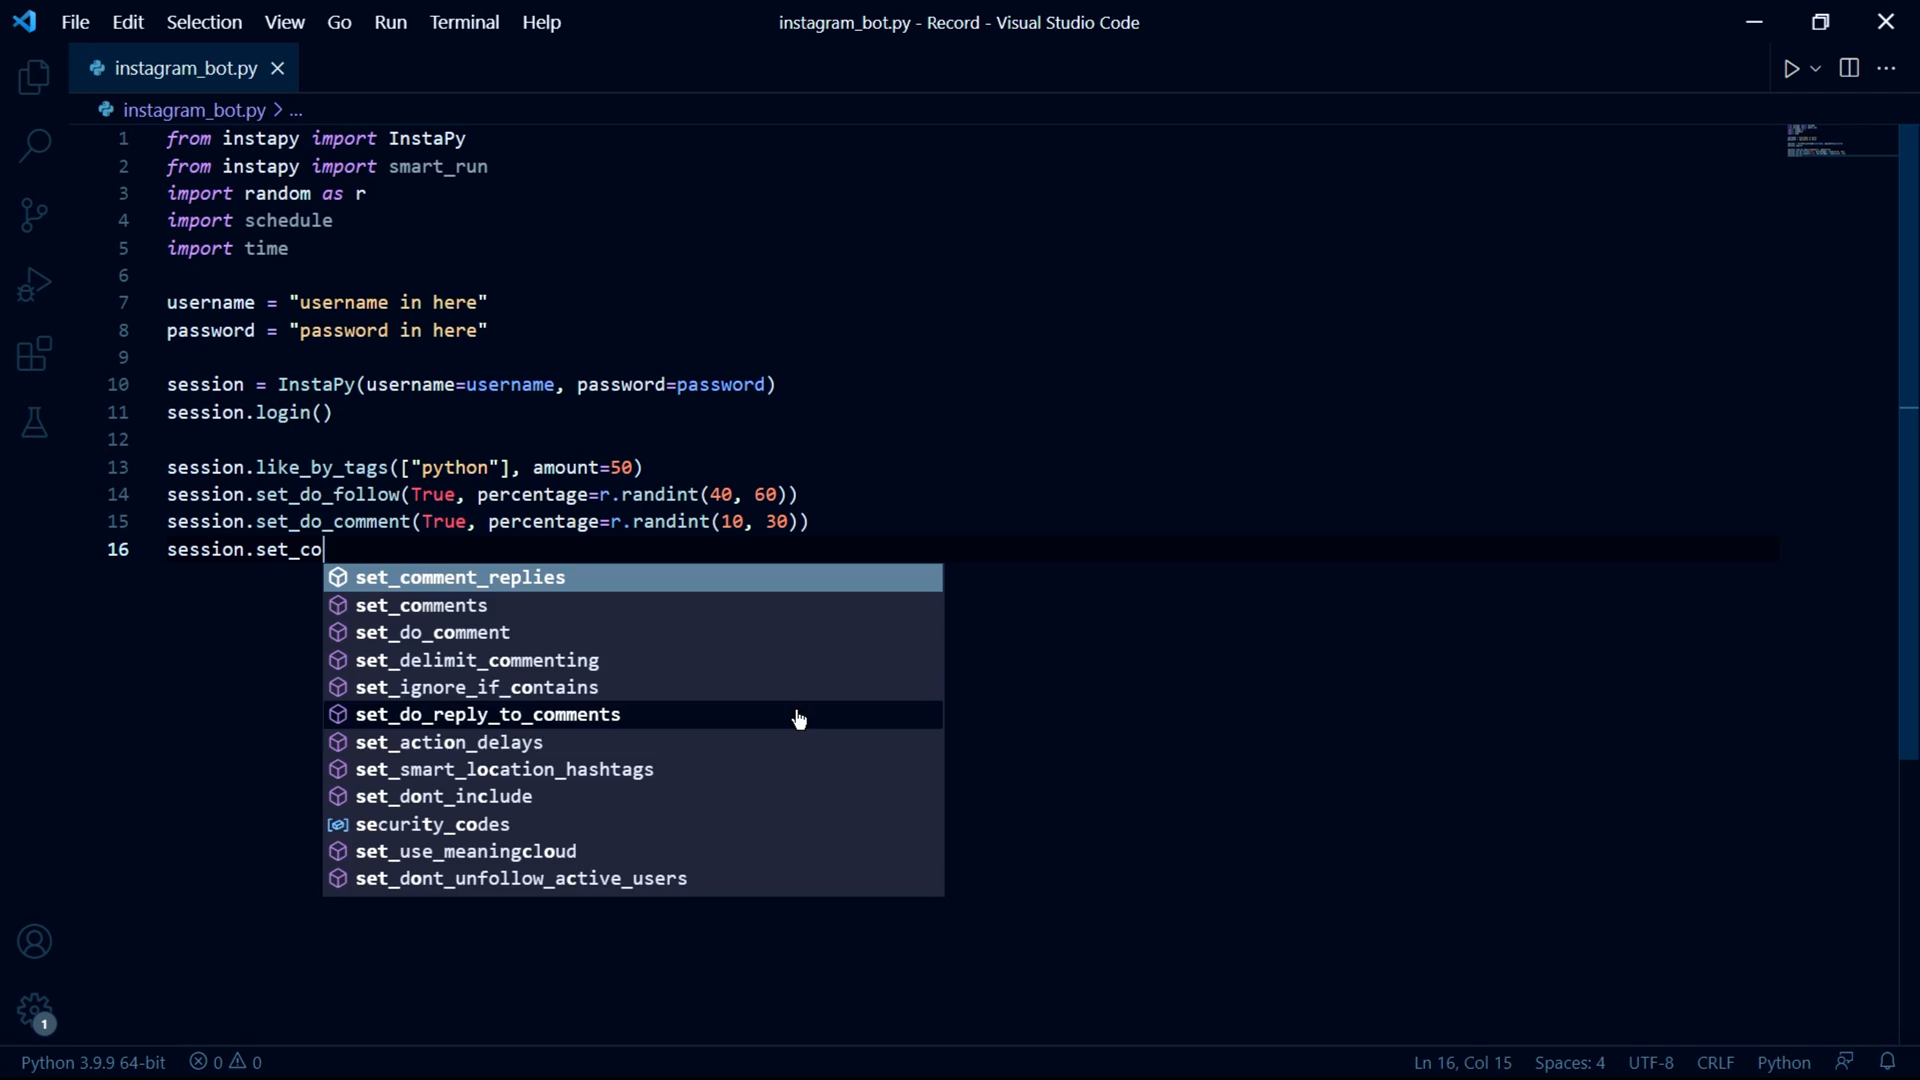 File Edit Selection View Go Run Terminal Help
instagram_bot.py - Record - Visual Studio Code
instagram_bot.py
instagram_bot.py > ...
1 from instapy import InstaPy
2 from instapy import smart_run
3 import random as r
4 import schedule
5 import time
6
7 username = "username in here"
8 password = "password in here"
9
10 session = InstaPy(username=username, password=password)
11 session.login()
12
13 session.like_by_tags(["python"], amount=50)
14 session.set_do_follow(True, percentage=r.randint(40, 60))
15 session.set_do_comment(True, percentage=r.randint(10, 30))
16 session.set_co
set_comment_replies
set_comments
set_do_comment
set_delimit_commenting
set_ignore_if_contains
set_do_reply_to_comments
set_action_delays
set_smart_location_hashtags
set_dont_include
security_codes
set_use_meaningcloud
set_dont_unfollow_active_users
1
Python 3.9.9 64-bit 0 0 Ln 16, Col 15 Spaces: 4 UTF-8 CRLF Python